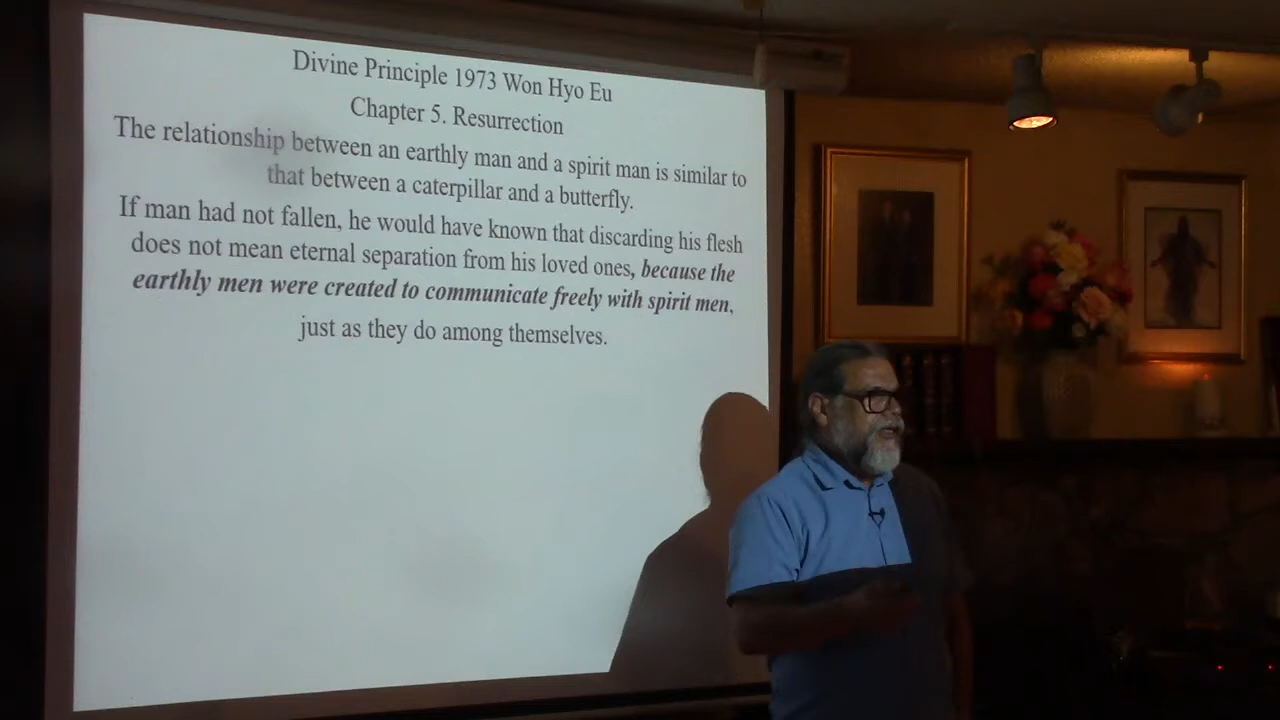 Divine Principle 1973 Won Hyo Eu
Chapter 5. Resurrection
The relationship between an earthly man and a spirit man is similar to
that between a caterpillar and a butterfly.
If man had not fallen, he would have known that discarding his flesh
does not mean eternal separation from his loved ones, because the
earthly men were created to communicate freely with spirit men,
just as they do among themselves.